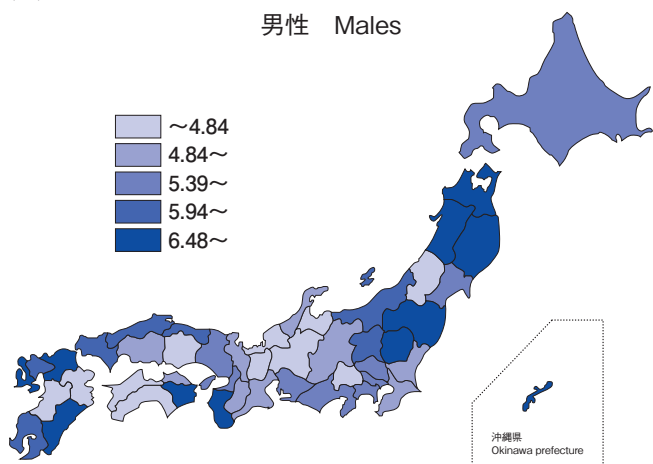 男性　Males
～4.84
4.84～
5.39～
5.94～
6.48～
沖縄県
Okinawa prefecture